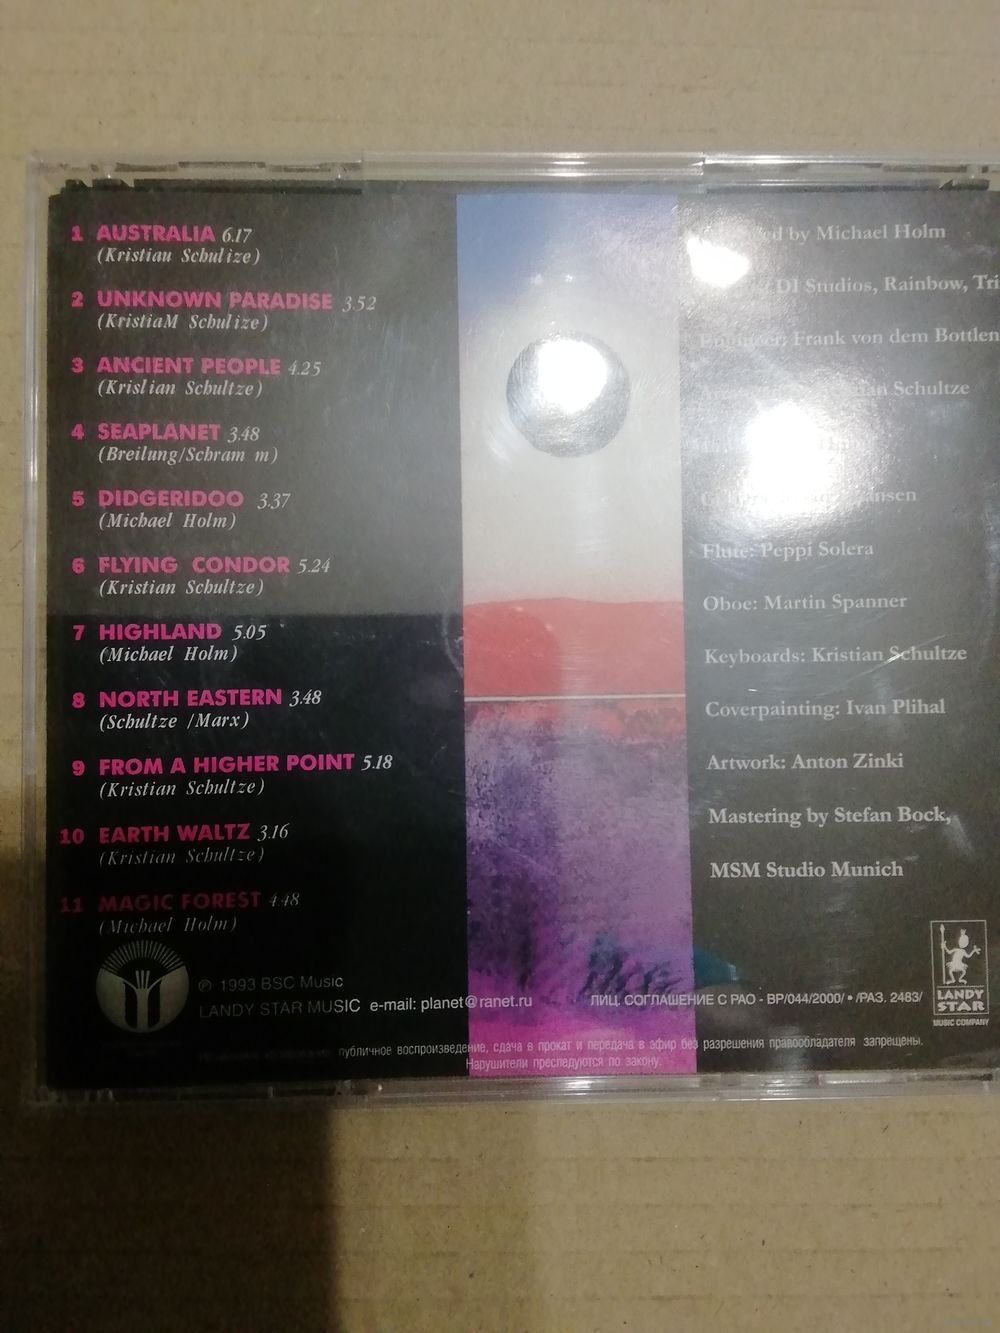 1 AUSTRALIA 6.17
(Kristiau Schulize)
2 UNKNOWN PARADISE 3.52
(KristiaM Schulize)
3 ANCIENT PEOPLE 4.25
(Krislian Schultze)
4 SEAPLANET 3.48
(Breilung/Schram m)
5 DIDGERIDOO 3.37
(Michael Holm)
6 FLYING CONDOR 5.24
(Kristian Schultze)
7 HIGHLAND 5.05
(Michael Holm)
8 NORTH EASTERN 3.48
(Schultze /Marx)
9 FROM A HIGHER POINT 5.18
(Kristian Schultze)
10 EARTH WALTZ 3.16
(Kristian Schultze)
11 MAGIC FOREST 4.48
(Michael Holm)
by Michael Holm
DI Studios, Rainbow, Tri
Engineer: Frank von dem Bottlen
Schultze
Flute: Peppi Solera
Oboe: Martin Spanner
Keyboards: Kristian Schultze
Coverpainting: Ivan Plihal
Artwork: Anton Zinki
Mastering by Stefan Bock,
MSM Studio Munich
℗ 1993 BSC Music
LANDY STAR MUSIC e-mail: planet@ranet.ru
ЛИЦ. СОГЛАШЕНИЕ С РАО - ВР/044/2000/ • /РАЗ. 2483/
LANDY
STAR
MUSIC COMPANY
публичное воспроизведение, сдача в прокат и передача в эфир без разрешения правообладателя запрещены.
Нарушители преследуются по закону.